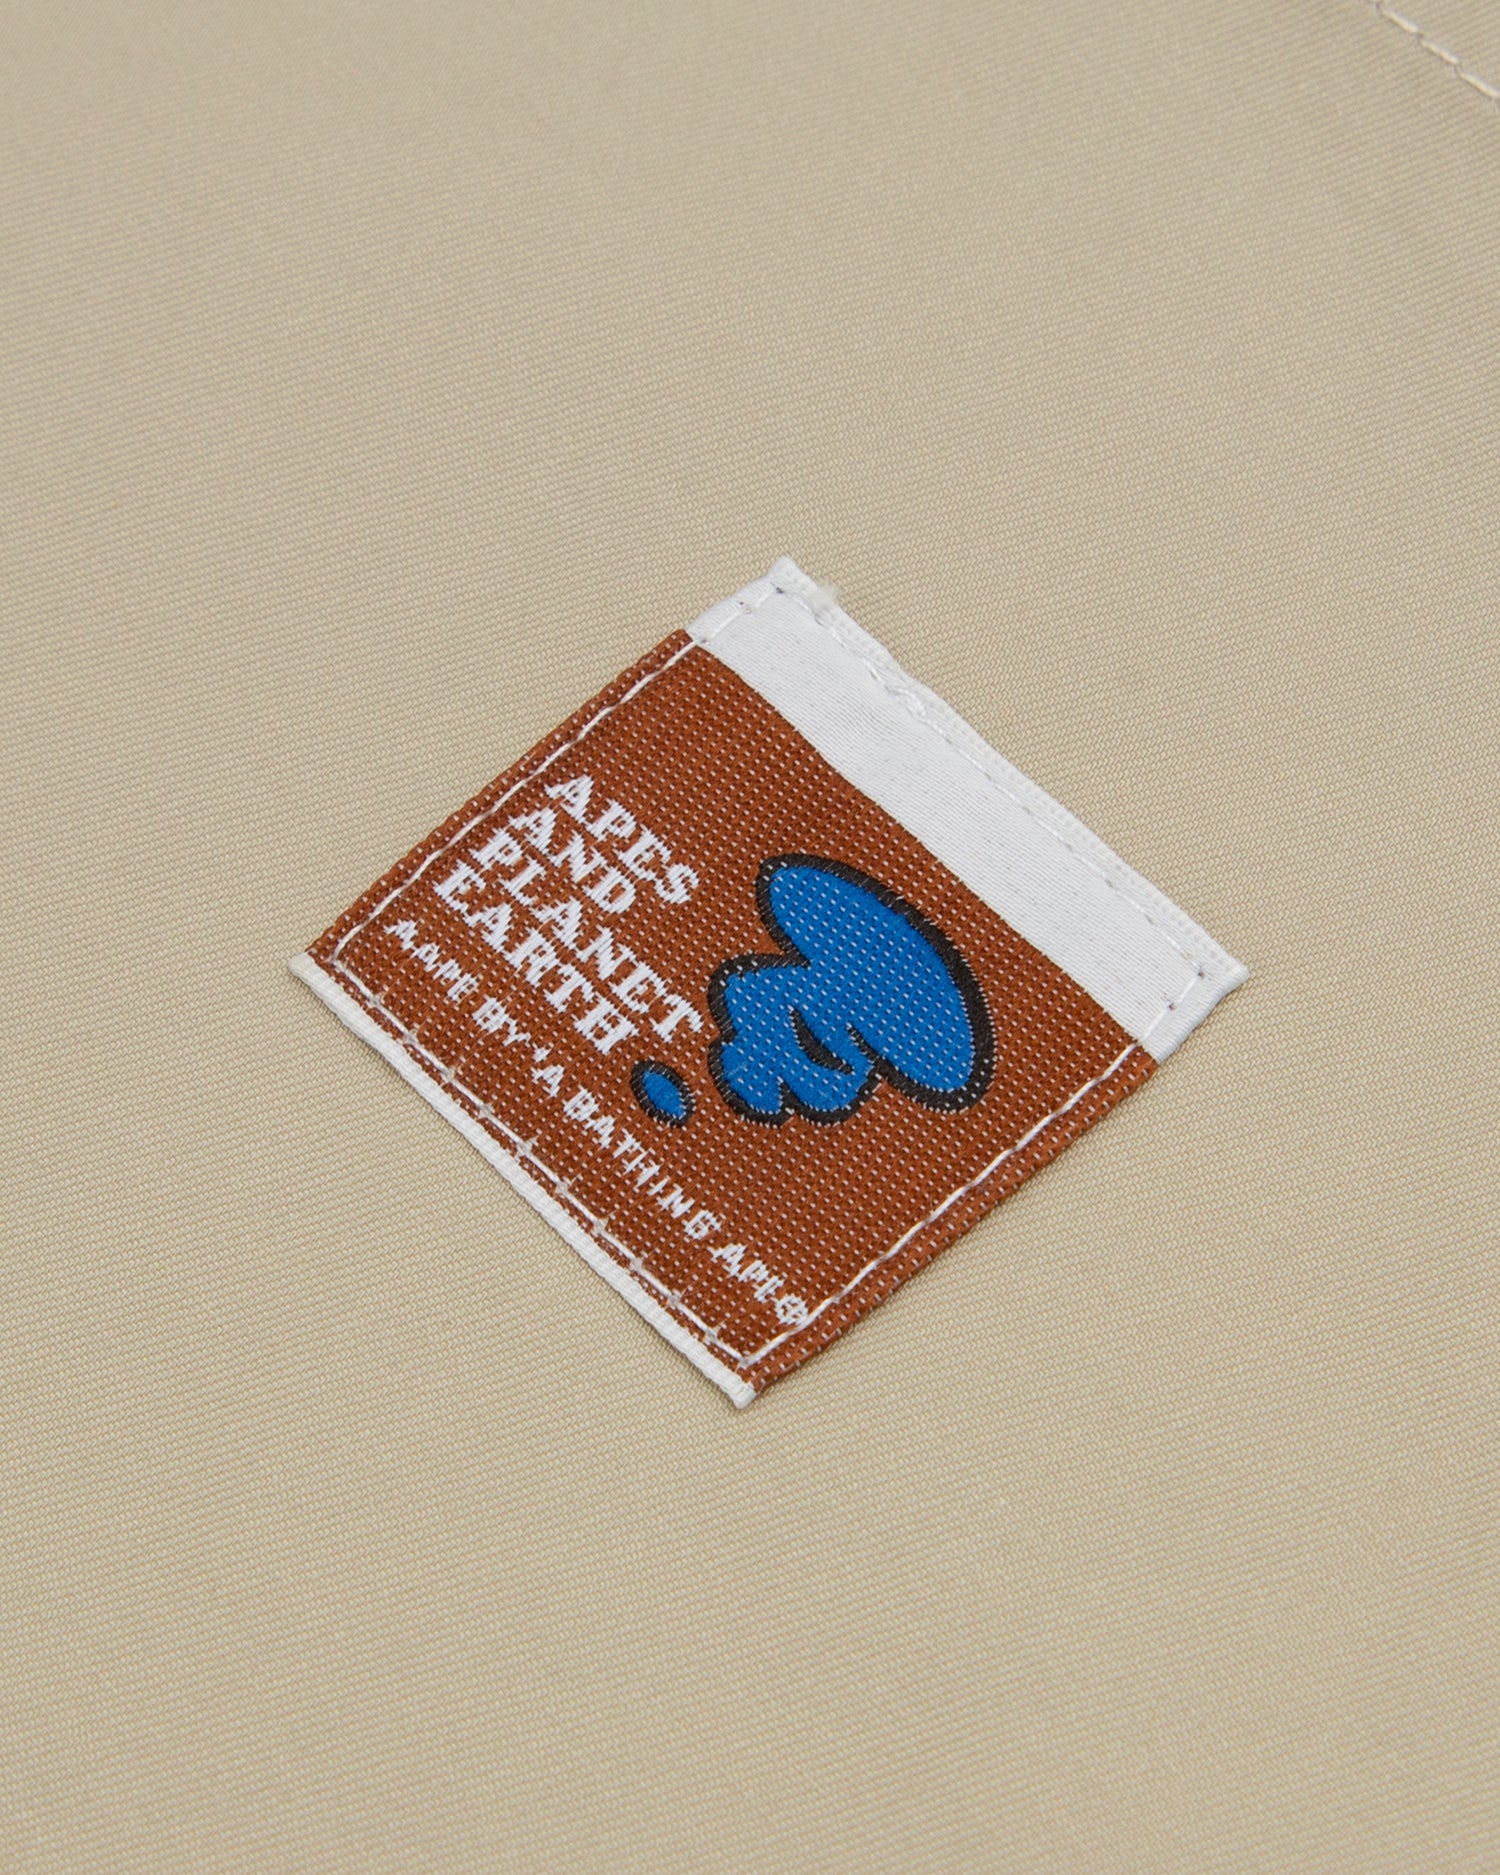 APES
AND
PLANET
EARTH
AAPE BY *A BATHING APE®